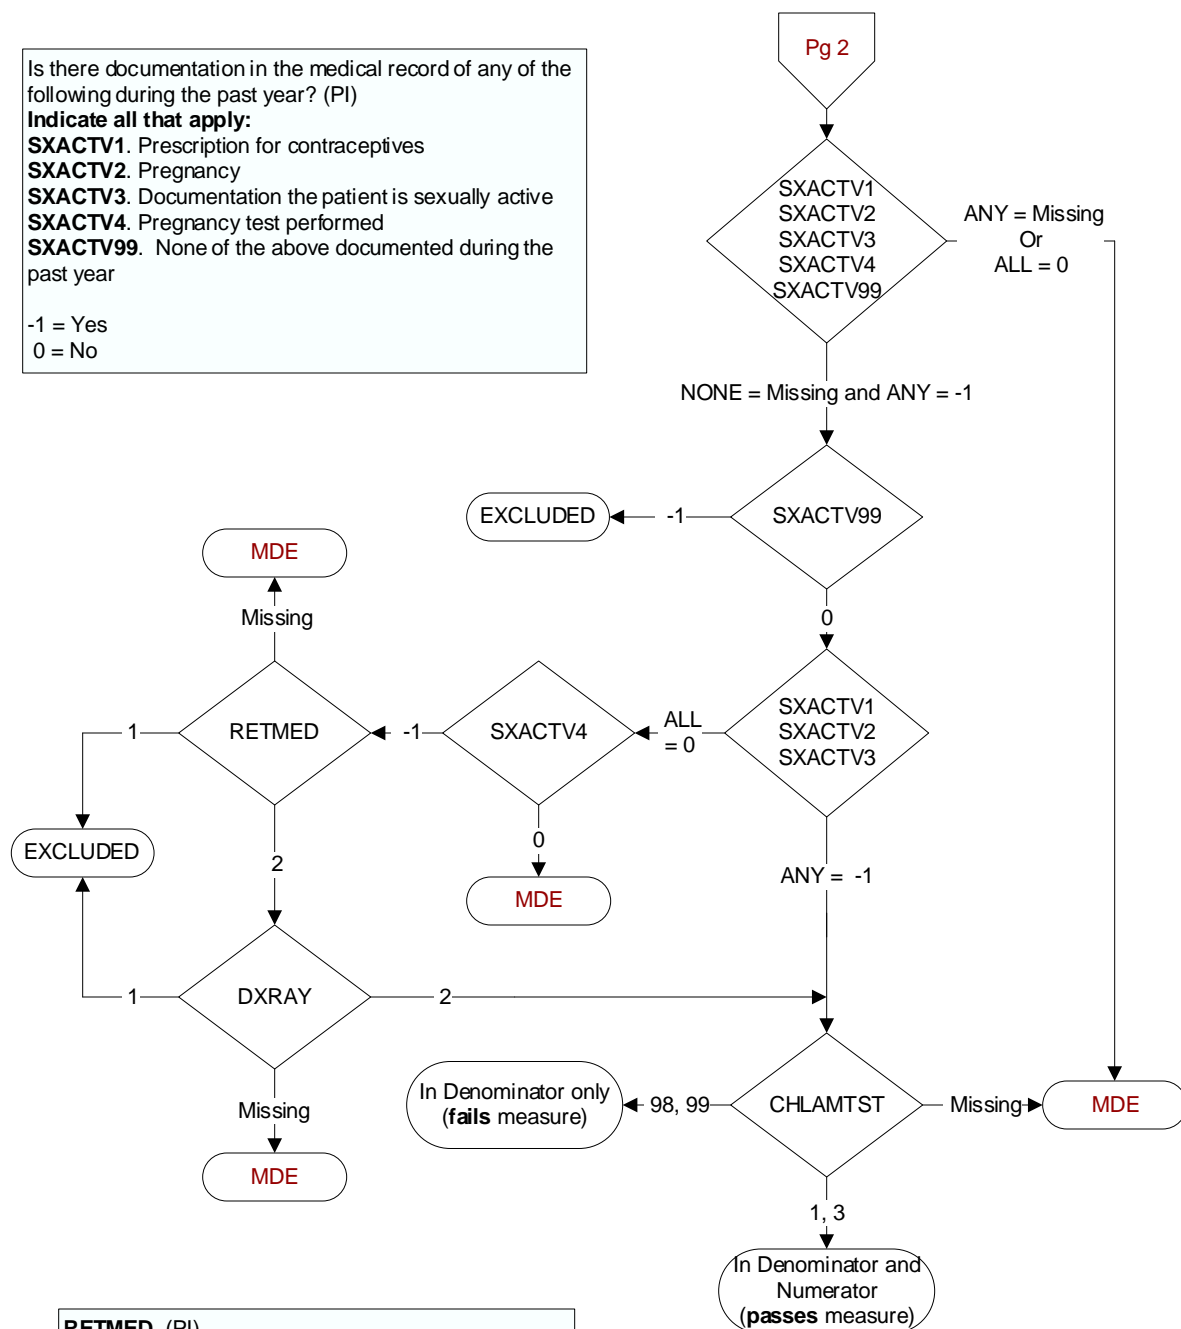 Pg 2
Is there documentation in the medical record of any of the
following during the past year? (PI)
Indicate all that apply:
SXACTV1. Prescription for contraceptives
SXACTV2. Pregnancy
SXACTV3. Documentation the patient is sexually active
SXACTV4. Pregnancy test performed
SXACTV99. None of the above documented during the
past year
-1 = Yes
0 = No
SXACTV1
SXACTV2
SXACTV3
SXACTV4
SXACTV99
ANY = Missing
Or
ALL = 0
NONE = Missing and ANY = -1
EXCLUDED
-1
SXACTV99
MDE
Missing
0
1
RETMED
-1
SXACTV4
ALL
= 0
SXACTV1
SXACTV2
SXACTV3
EXCLUDED
2
0
MDE
ANY = -1
1
DXRAY
2
Missing
MDE
In Denominator only
(fails measure)
98, 99
CHLAMTST
Missing
MDE
1, 3
In Denominator and
Numerator
(passes measure)
RETMED (PI)